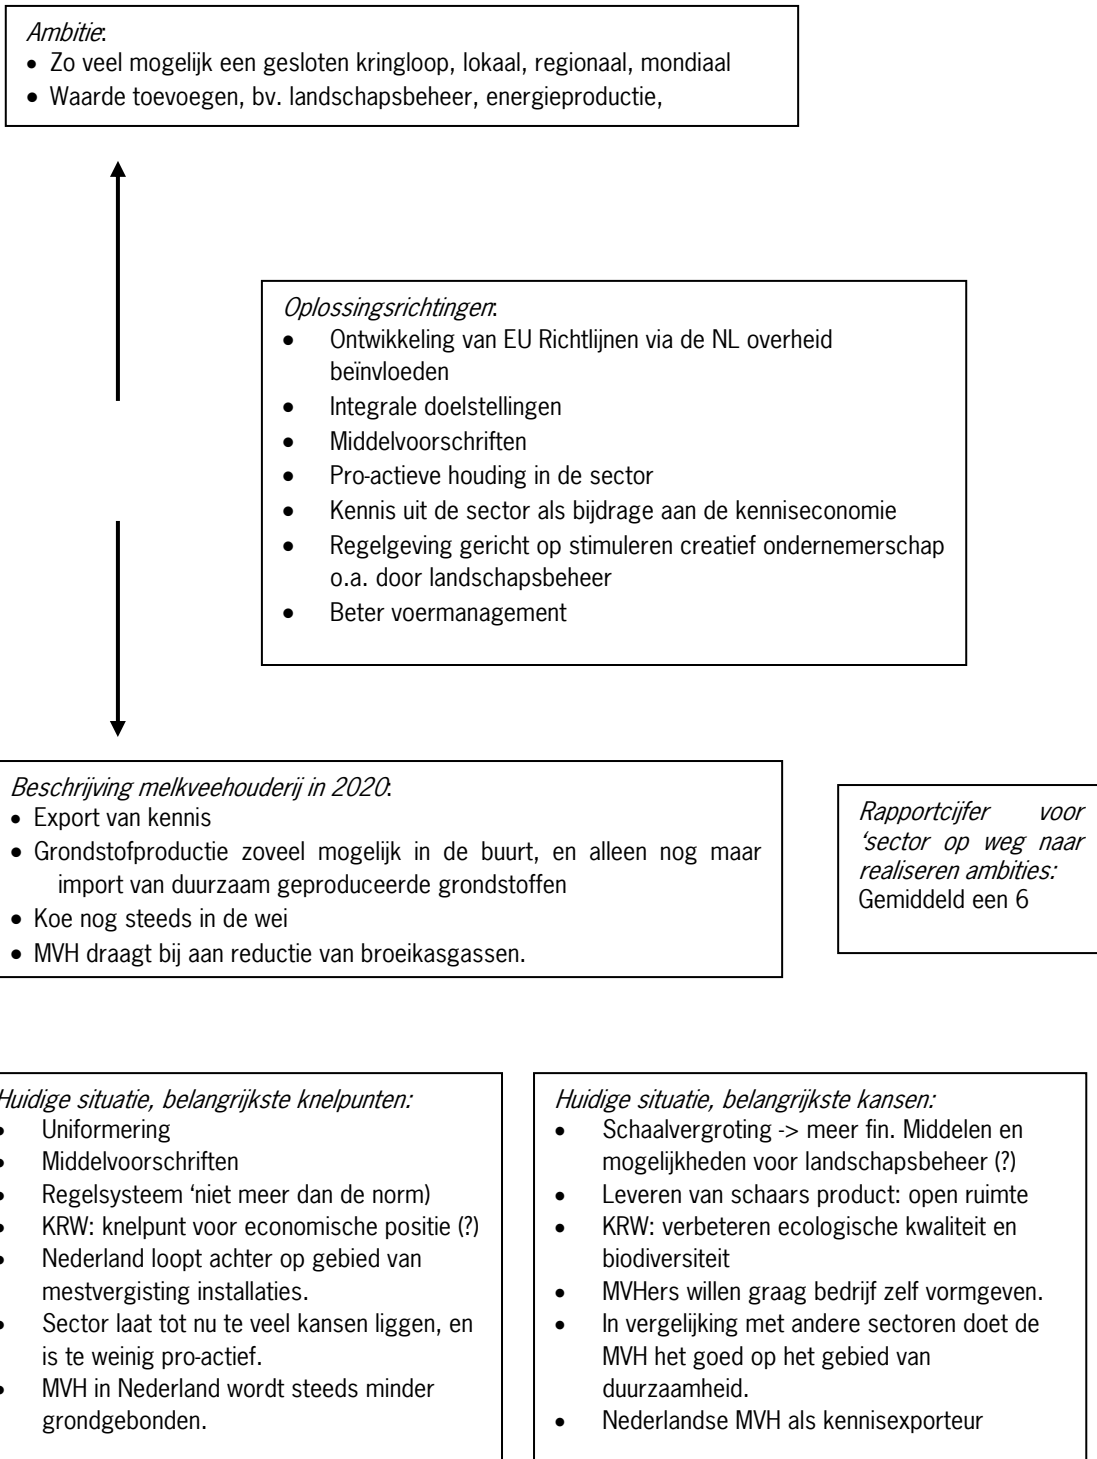 Ambitie:
• Zo veel mogelijk een gesloten kringloop, lokaal, regionaal, mondiaal
• Waarde toevoegen, bv. landschapsbeheer, energieproductie,
Oplossingsrichtingen:
• Ontwikkeling van EU Richtlijnen via de NL overheid
beïnvloeden
• Integrale doelstellingen
• Middelvoorschriften
• Pro-actieve houding in de sector
• Kennis uit de sector als bijdrage aan de kenniseconomie
• Regelgeving gericht op stimuleren creatief ondernemerschap
o.a. door landschapsbeheer
• Beter voermanagement
Beschrijving melkveehouderij in 2020:
• Export van kennis
• Grondstofproductie zoveel mogelijk in de buurt, en alleen nog maar
import van duurzaam geproduceerde grondstoffen
• Koe nog steeds in de wei
• MVH draagt bij aan reductie van broeikasgassen.
Rapportcijfer voor
‘sector op weg naar
realiseren ambities:
Gemiddeld een 6
Huidige situatie, belangrijkste knelpunten:
• Uniformering
• Middelvoorschriften
• Regelsysteem ‘niet meer dan de norm)
• KRW: knelpunt voor economische positie (?)
• Nederland loopt achter op gebied van
mestvergisting installaties.
• Sector laat tot nu te veel kansen liggen, en
is te weinig pro-actief.
• MVH in Nederland wordt steeds minder
grondgebonden.
Huidige situatie, belangrijkste kansen:
• Schaalvergroting -> meer fin. Middelen en
mogelijkheden voor landschapsbeheer (?)
• Leveren van schaars product: open ruimte
• KRW: verbeteren ecologische kwaliteit en
biodiversiteit
• MVHers willen graag bedrijf zelf vormgeven.
• In vergelijking met andere sectoren doet de
MVH het goed op het gebied van
duurzaamheid.
• Nederlandse MVH als kennisexporteur